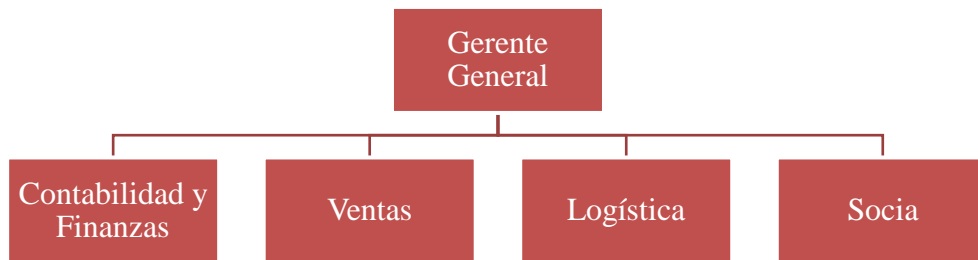 Gerente
General
Contabilidad y
Finanzas
Ventas
Logística
Socia